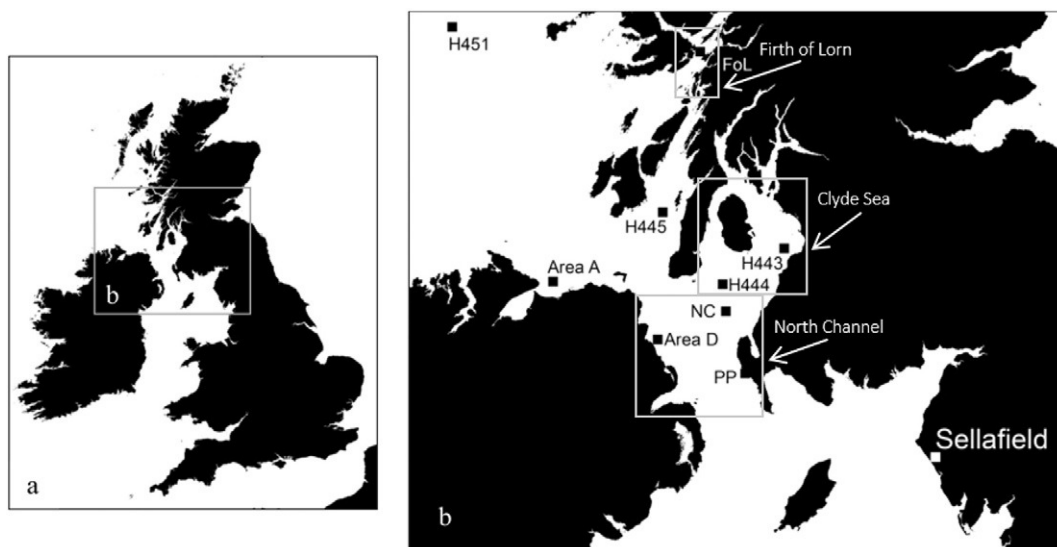 a
b
H451
Firth of Lorn
FoL
H445
Clyde Sea
H443
H444
Area A
NC
North Channel
Area D
PP
Sellafield
b